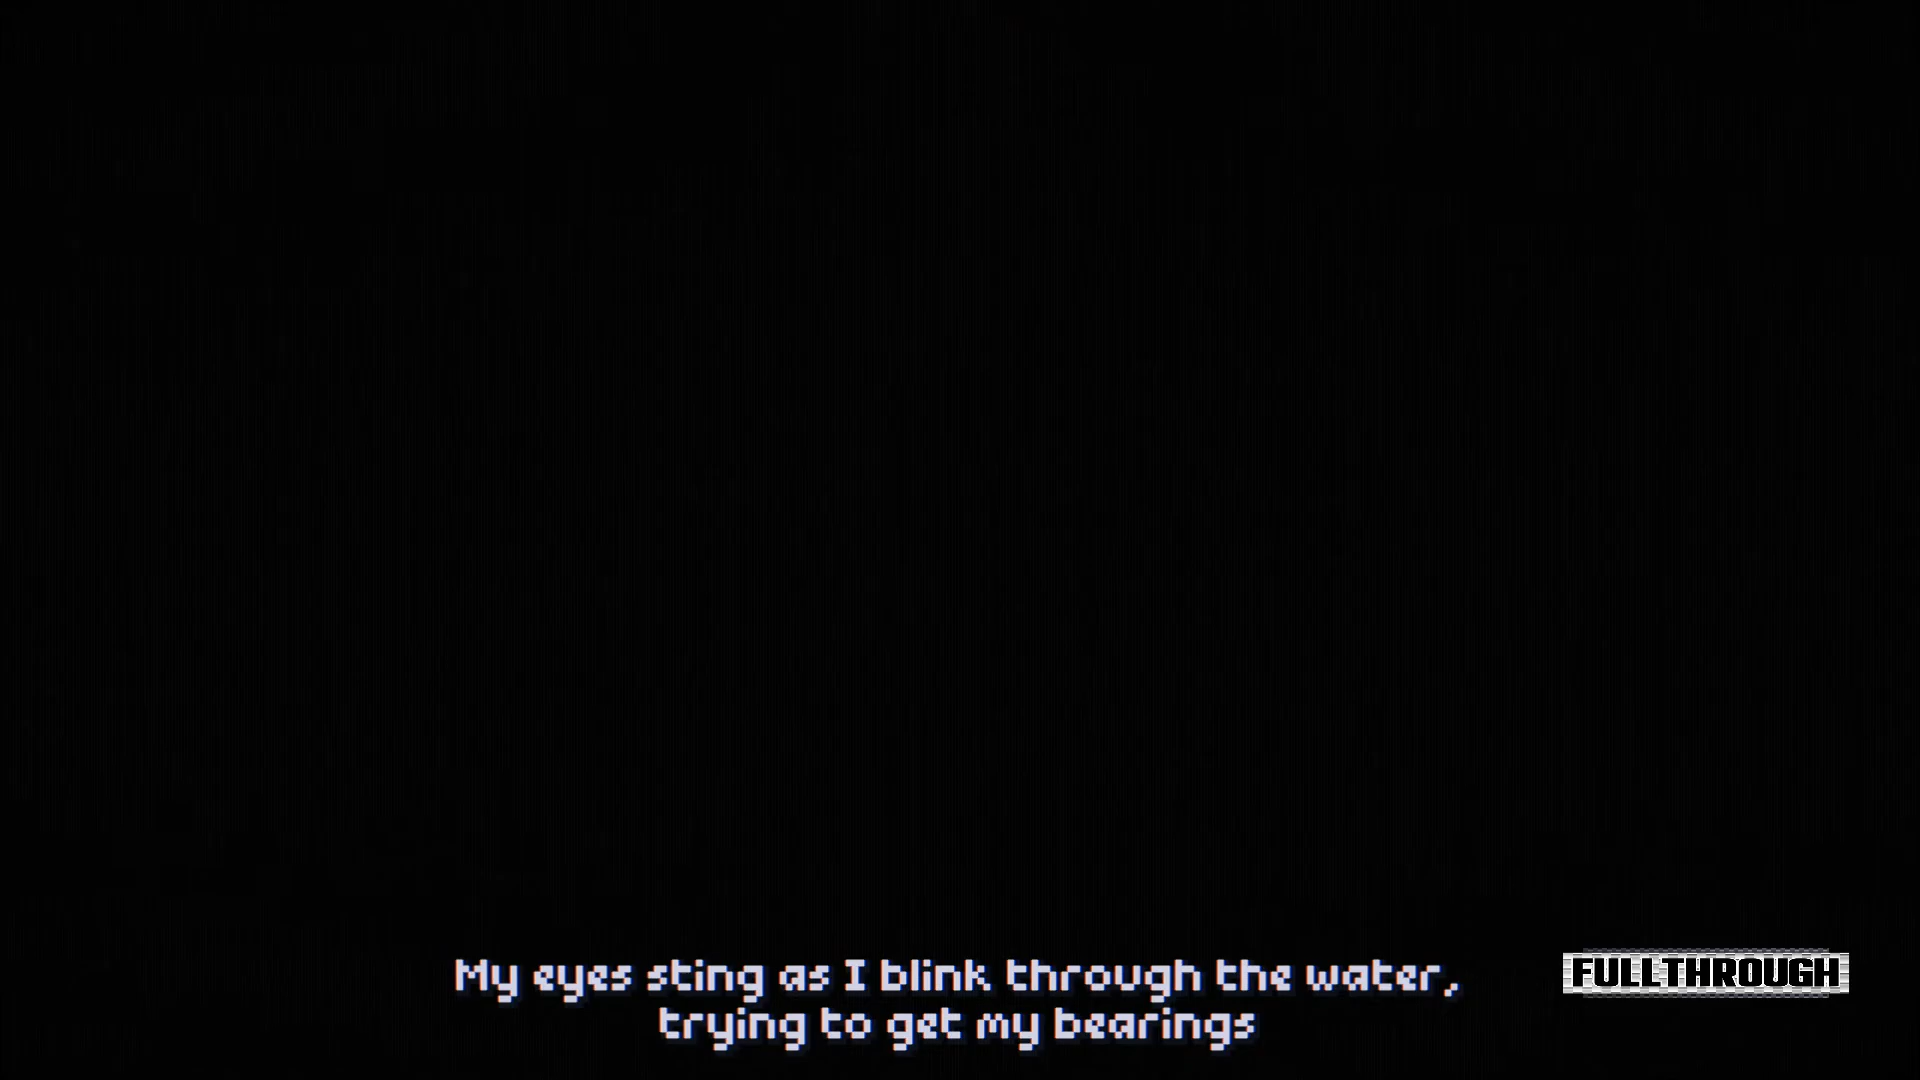 My eyes sting as I blink through the water,
trying to get my bearings
FULLTHROUGH